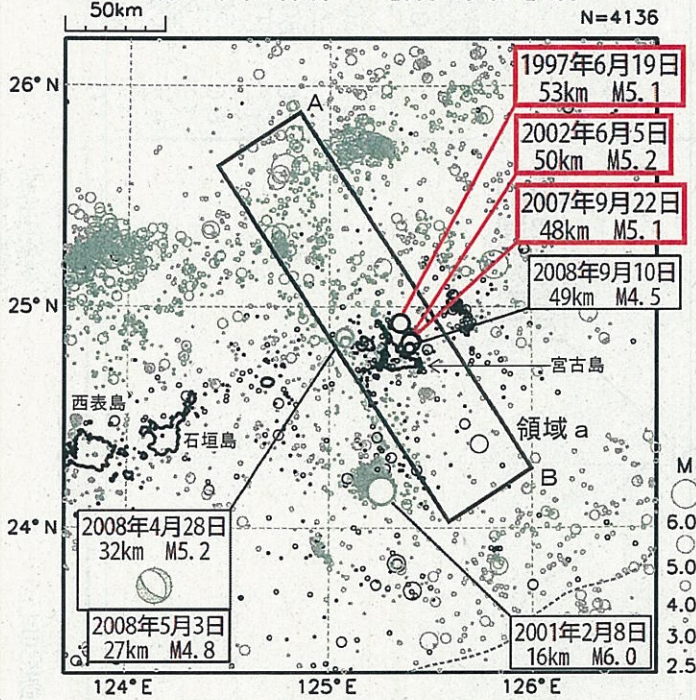 50km
N=4136
26°N
A
1997年6月19日
53km M5.1
2002年6月5日
50km M5.2
2007年9月22日
48km M5.1
2008年9月10日
49km M4.5
25°N
宮古島
西表島
石垣島
領域a
B
M
6.0
5.0
4.0
3.0
2.5
24°N
2008年4月28日
32km M5.2
2008年5月3日
27km M4.8
2001年2月8日
16km M6.0
124°E
125°E
126°E